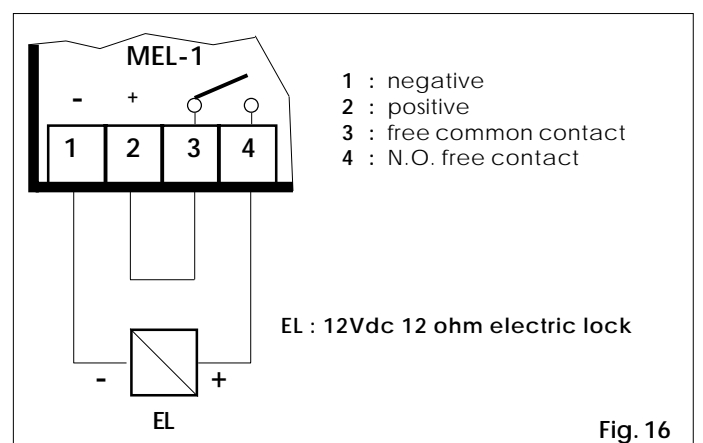 MEL-1
- +
1 2 3 4
1 : negative
2 : positive
3 : free common contact
4 : N.O. free contact
EL : 12Vdc 12 ohm electric lock
- +
EL
Fig. 16